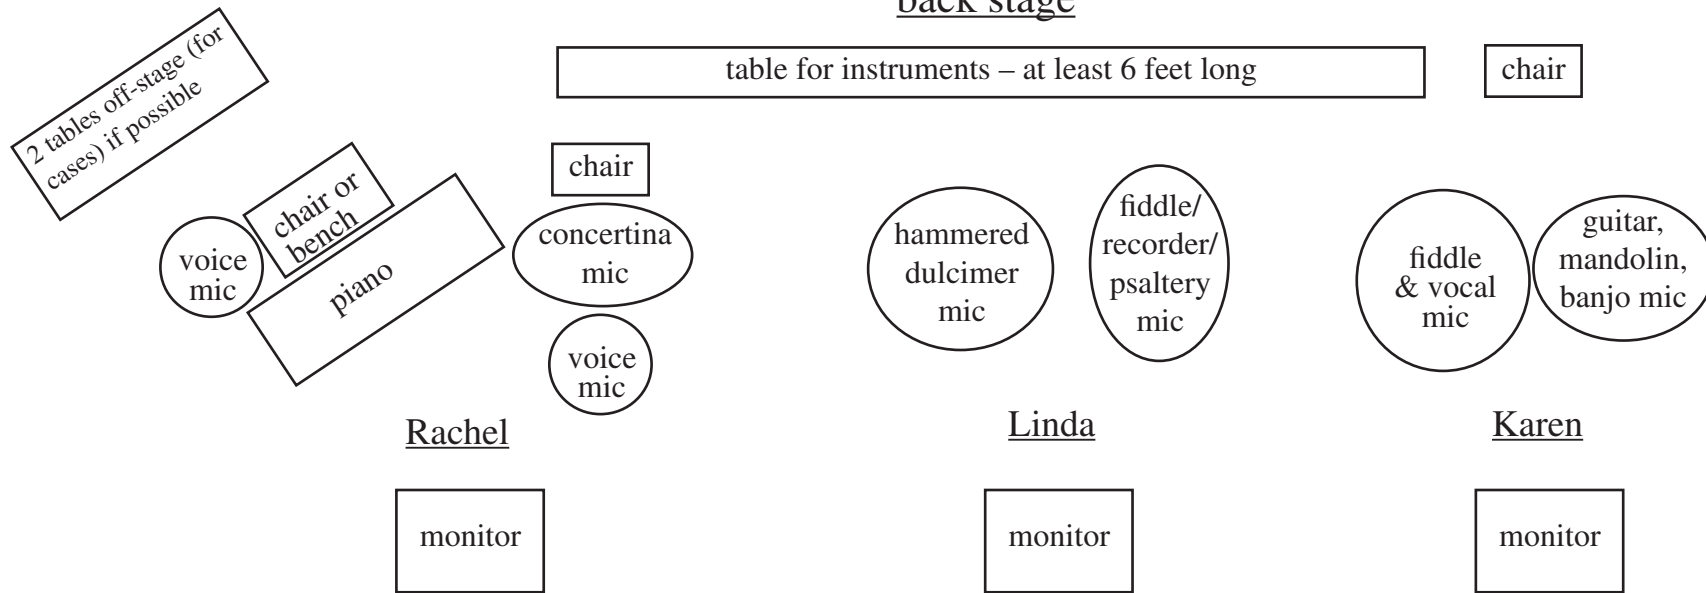 back stage
2 tables off-stage (for
cases) if possible
table for instruments – at least 6 feet long
chair
chair or
bench
chair
voice
mic
piano
concertina
mic
voice
mic
hammered
dulcimer
mic
fiddle/
recorder/
psaltery
mic
fiddle
& vocal
mic
guitar,
mandolin,
banjo mic
Rachel
Linda
Karen
monitor
monitor
monitor